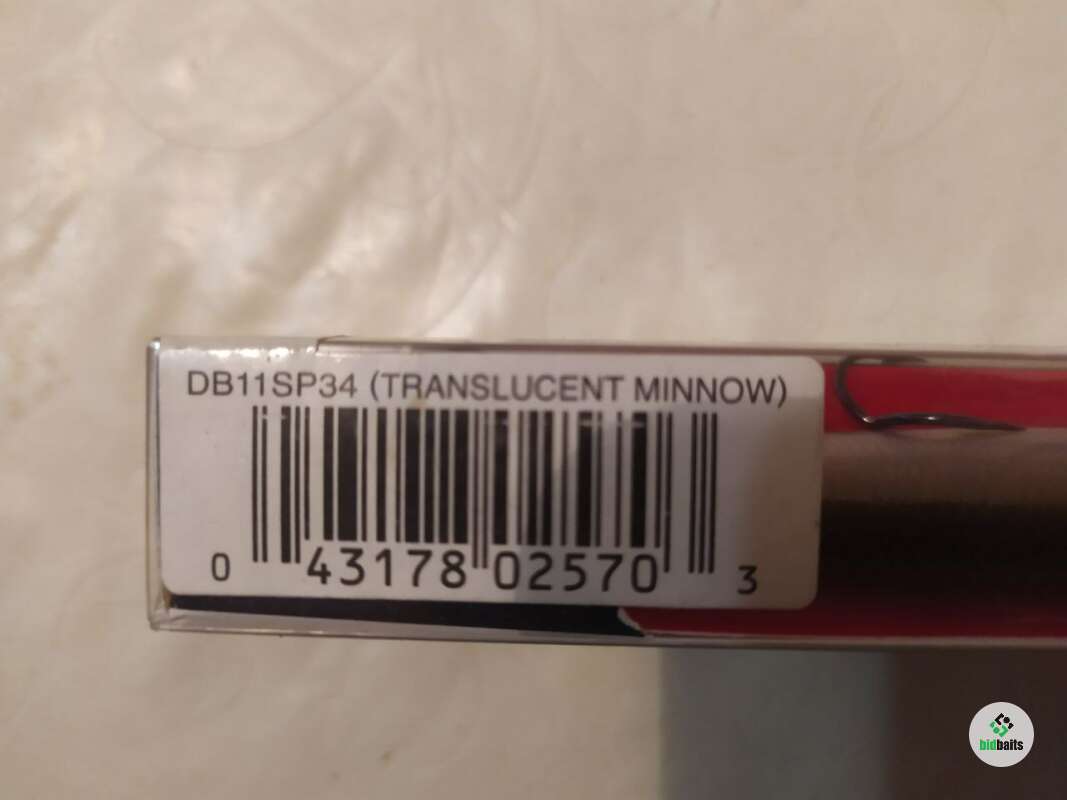 DB11SP34 (TRANSLUCENT MINNOW)
0 43178 02570 3
bidbaits